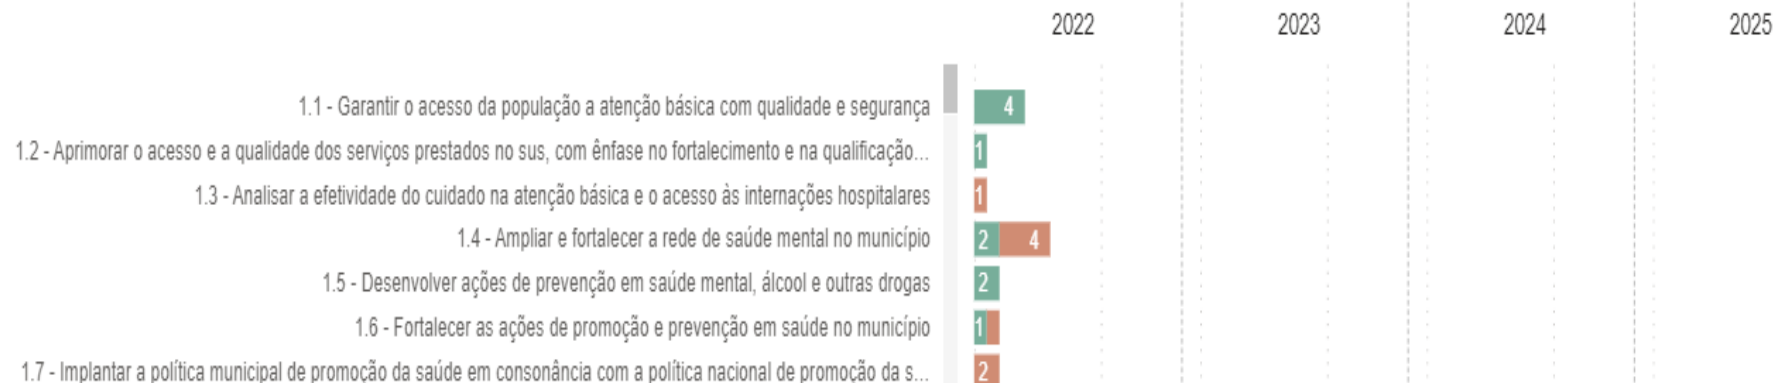 2022 2023 2024 2025
1.1 - Garantir o acesso da população a atenção básica com qualidade e segurança 4
1.2 - Aprimorar o acesso e a qualidade dos serviços prestados no sus, com ênfase no fortalecimento e na qualificação... 1
1.3 - Analisar a efetividade do cuidado na atenção básica e o acesso às internações hospitalares 1
1.4 - Ampliar e fortalecer a rede de saúde mental no município 2 4
1.5 - Desenvolver ações de prevenção em saúde mental, álcool e outras drogas 2
1.6 - Fortalecer as ações de promoção e prevenção em saúde no município 1
1.7 - Implantar a política municipal de promoção da saúde em consonância com a política nacional de promoção da s... 2